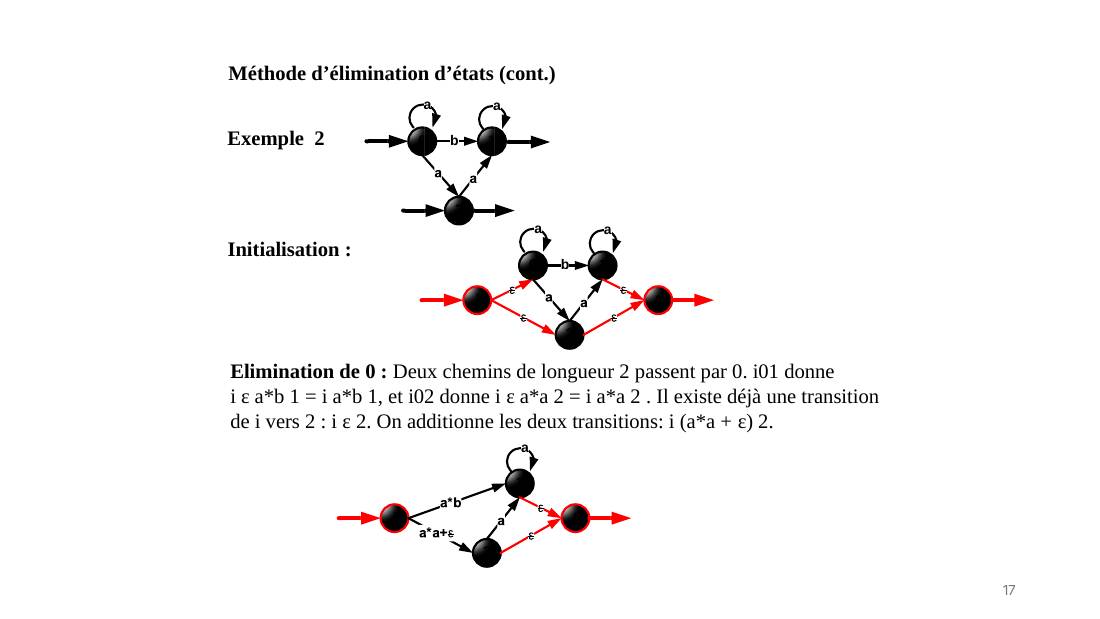 Méthode d’élimination d’états (cont.)
a a
Exemple 2
b
a a
a a
Initialisation :
b
ε a a ε
ε ε
Elimination de 0 : Deux chemins de longueur 2 passent par 0. i01 donne
i ε a*b 1 = i a*b 1, et i02 donne i ε a*a 2 = i a*a 2 . Il existe déjà une transition
de i vers 2 : i ε 2. On additionne les deux transitions: i (a*a + ε) 2.
a
a*b ε
a
a*a+ε ε
17